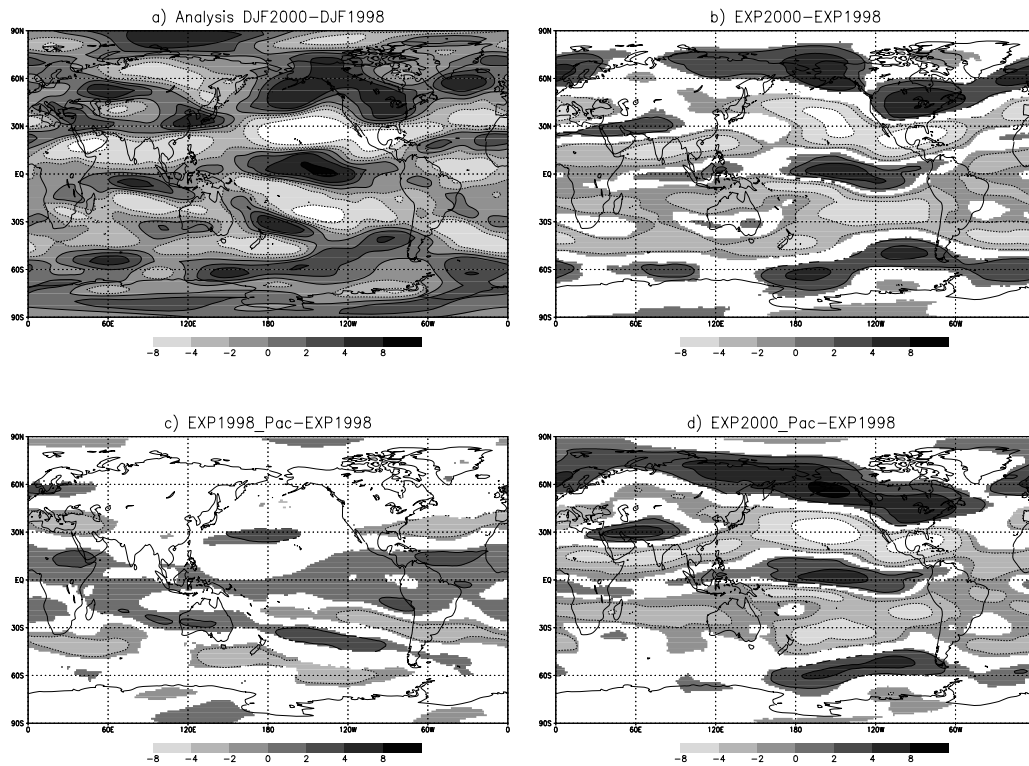 a) Analysis DJF2000-DJF1998
90N
60N
30N
EQ
30S
60S
90S
0 60E 120E 180 120W 60W 0
-8 -4 -2 0 2 4 8
b) EXP2000-EXP1998
90N
60N
30N
EQ
30S
60S
90S
0 60E 120E 180 120W 60W
-8 -4 -2 0 2 4 8
c) EXP1998_Pac-EXP1998
90N
60N
30N
EQ
30S
60S
90S
0 60E 120E 180 120W 60W 0
-8 -4 -2 0 2 4 8
d) EXP2000_Pac-EXP1998
90N
60N
30N
EQ
30S
60S
90S
0 60E 120E 180 120W 60W
-8 -4 -2 0 2 4 8